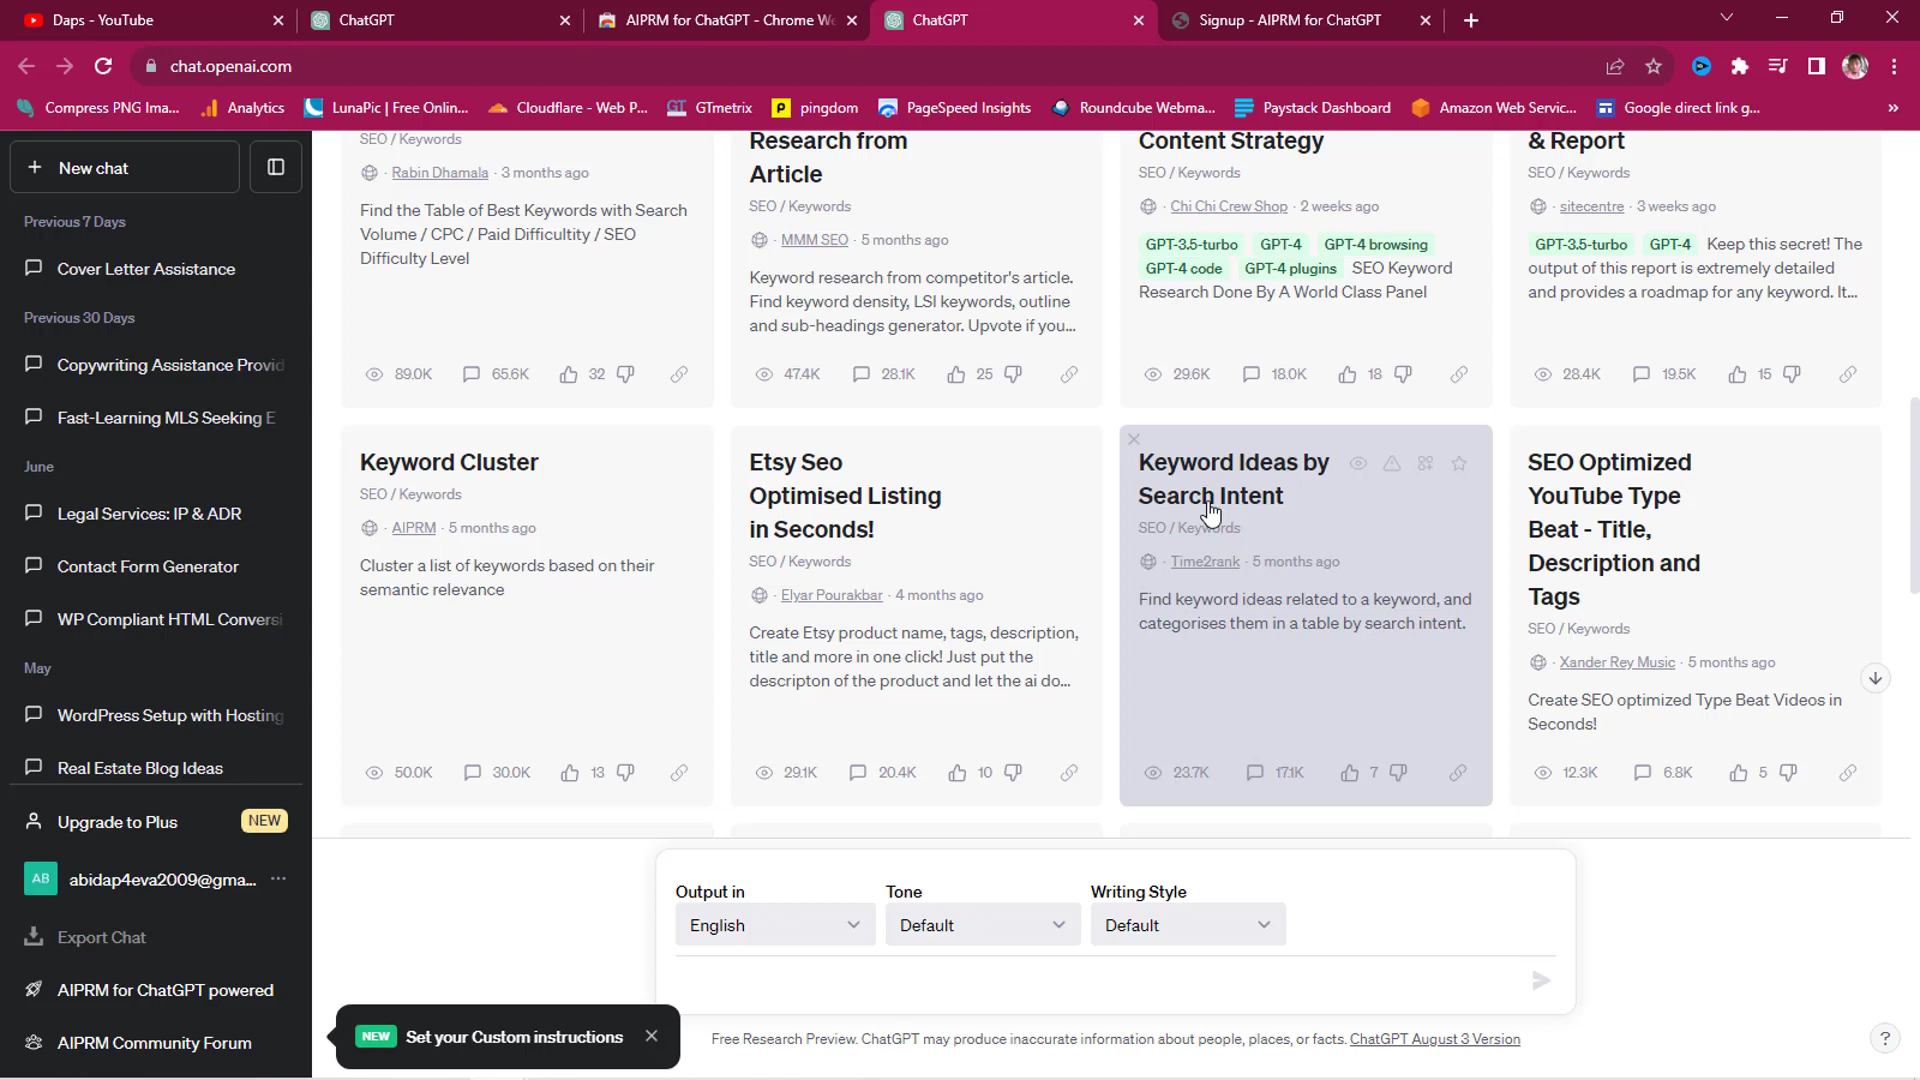 Daps - YouTube
ChatGPT
AIPRM for ChatGPT - Chrome We
ChatGPT
Signup - AIPRM for ChatGPT
chat.openai.com
Compress PNG Ima...
Analytics
LunaPic | Free Onlin...
Cloudflare - Web P...
GTmetrix
pingdom
PageSpeed Insights
Roundcube Webma...
Paystack Dashboard
Amazon Web Servic...
Google direct link g...
New chat
Previous 7 Days
Cover Letter Assistance
Previous 30 Days
Copywriting Assistance Provid
Fast-Learning MLS Seeking E
June
Legal Services: IP & ADR
Contact Form Generator
WP Compliant HTML Conversi
May
WordPress Setup with Hosting
Real Estate Blog Ideas
Upgrade to Plus
NEW
AB
abidap4eva2009@gma...
Export Chat
AIPRM for ChatGPT powered
AIPRM Community Forum
SEO / Keywords
· Rabin Dhamala · 3 months ago
Find the Table of Best Keywords with Search
Volume / CPC / Paid Difficultity / SEO
Difficulty Level
89.0K
65.6K
32
Research from
Article
SEO / Keywords
· MMM SEO · 5 months ago
Keyword research from competitor's article.
Find keyword density, LSI keywords, outline
and sub-headings generator. Upvote if you...
47.4K
28.1K
25
Content Strategy
SEO / Keywords
· Chi Chi Crew Shop · 2 weeks ago
GPT-3.5-turbo GPT-4 GPT-4 browsing
GPT-4 code GPT-4 plugins SEO Keyword
Research Done By A World Class Panel
29.6K
18.0K
18
& Report
SEO / Keywords
· sitecentre · 3 weeks ago
GPT-3.5-turbo GPT-4 Keep this secret! The
output of this report is extremely detailed
and provides a roadmap for any keyword. It...
28.4K
19.5K
15
Keyword Cluster
SEO / Keywords
· AIPRM · 5 months ago
Cluster a list of keywords based on their
semantic relevance
50.0K
30.0K
13
Etsy Seo
Optimised Listing
in Seconds!
SEO / Keywords
· Elyar Pourakbar · 4 months ago
Create Etsy product name, tags, description,
title and more in one click! Just put the
descripton of the product and let the ai do...
29.1K
20.4K
10
Keyword Ideas by
Search Intent
SEO / Keywords
· Time2rank · 5 months ago
Find keyword ideas related to a keyword, and
categorises them in a table by search intent.
23.7K
17.1K
7
SEO Optimized
YouTube Type
Beat - Title,
Description and
Tags
SEO / Keywords
· Xander Rey Music · 5 months ago
Create SEO optimized Type Beat Videos in
Seconds!
12.3K
6.8K
5
Output in
Tone
Writing Style
English
Default
Default
NEW Set your Custom instructions
Free Research Preview. ChatGPT may produce inaccurate information about people, places, or facts. ChatGPT August 3 Version
?